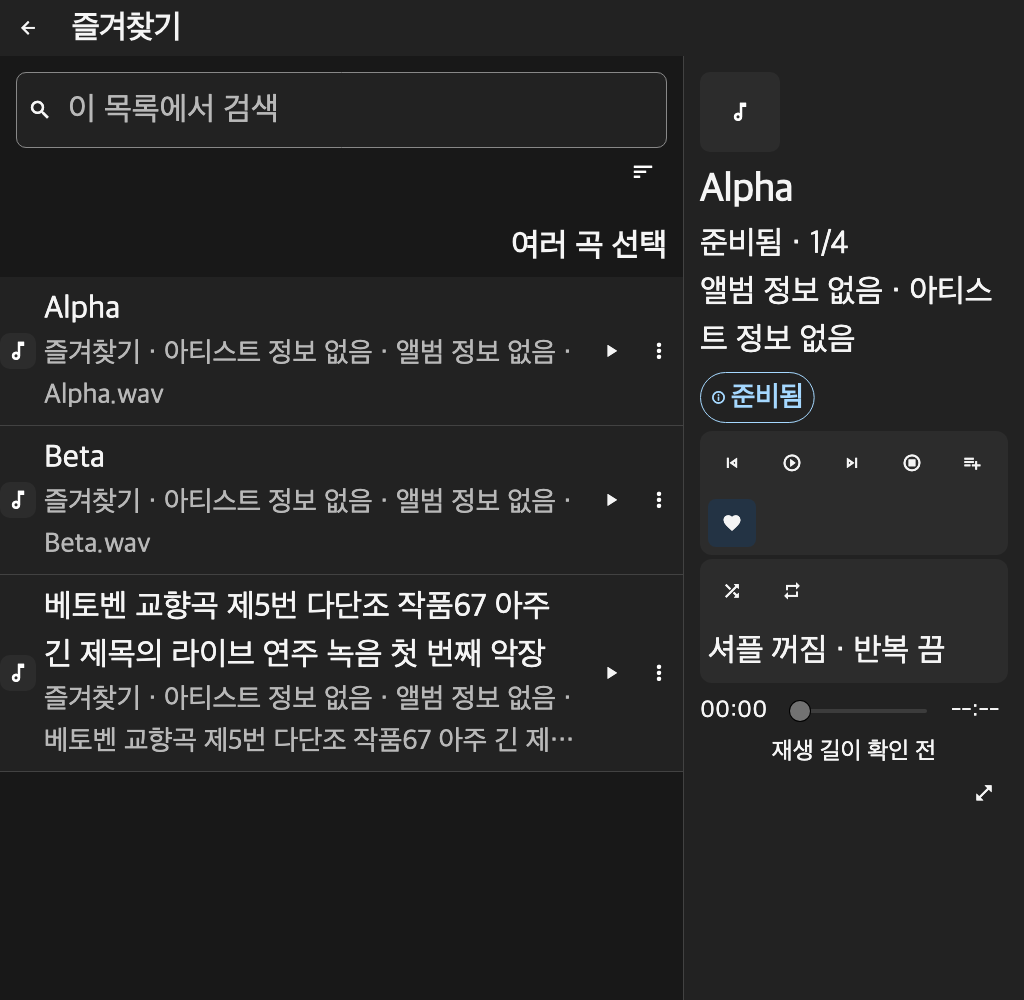 즐겨찾기
이 목록에서 검색
여러 곡 선택
Alpha
즐겨찾기 · 아티스트 정보 없음 · 앨범 정보 없음 ·
Alpha.wav
Beta
즐겨찾기 · 아티스트 정보 없음 · 앨범 정보 없음 ·
Beta.wav
베토벤 교향곡 제5번 다단조 작품67 아주
긴 제목의 라이브 연주 녹음 첫 번째 악장
즐겨찾기 · 아티스트 정보 없음 · 앨범 정보 없음 ·
베토벤 교향곡 제5번 다단조 작품67 아주 긴 제…
Alpha
준비됨 · 1/4
앨범 정보 없음 · 아티스
트 정보 없음
준비됨
셔플 꺼짐 · 반복 끔
00:00 --:--
재생 길이 확인 전